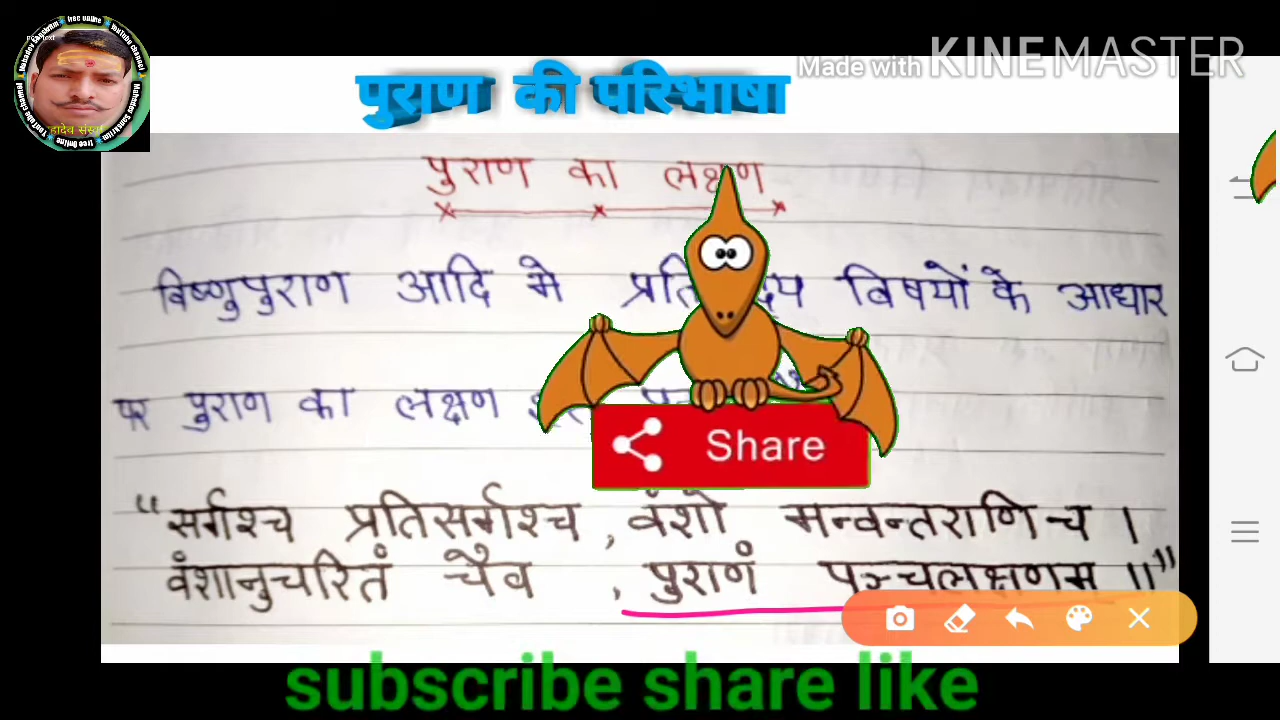 Made with KINEMASTER
पुराण की परिभाषा
पुराण का लक्षण
विष्णुपुराण आदि मे विषयों के आधार
पर पुराण का लक्षण
Share
“सर्गश्च प्रतिसर्गश्च , वंशो मन्वन्तराणि च ।
वंशानुचरितं चैव , पुराणं पञ्चलक्षणम ॥”
subscribe share like